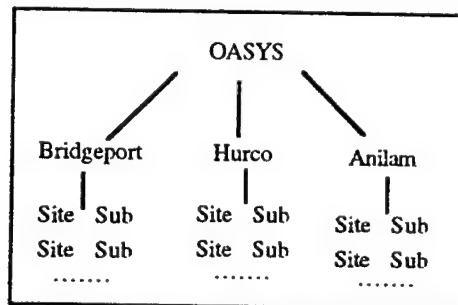 OASYS
Bridgeport Hurco Anilam
Site Sub Site Sub Site Sub
Site Sub Site Sub Site Sub
....... ....... .......